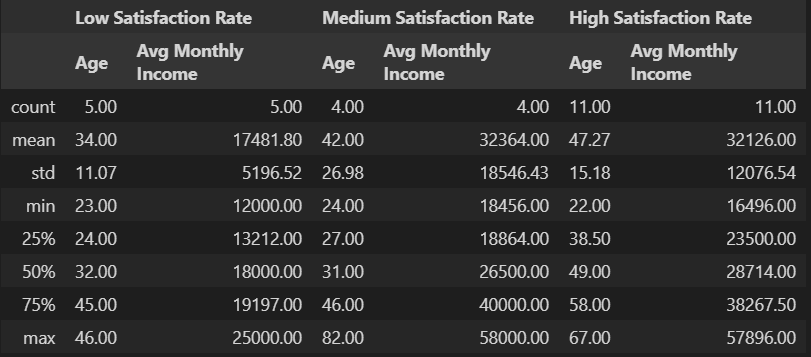 Low Satisfaction Rate Medium Satisfaction Rate High Satisfaction Rate
Age Avg Monthly Income Age Avg Monthly Income Age Avg Monthly Income
count 5.00 5.00 4.00 4.00 11.00 11.00
mean 34.00 17481.80 42.00 32364.00 47.27 32126.00
std 11.07 5196.52 26.98 18546.43 15.18 12076.54
min 23.00 12000.00 24.00 18456.00 22.00 16496.00
25% 24.00 13212.00 27.00 18864.00 38.50 23500.00
50% 32.00 18000.00 31.00 26500.00 49.00 28714.00
75% 45.00 19197.00 46.00 40000.00 58.00 38267.50
max 46.00 25000.00 82.00 58000.00 67.00 57896.00